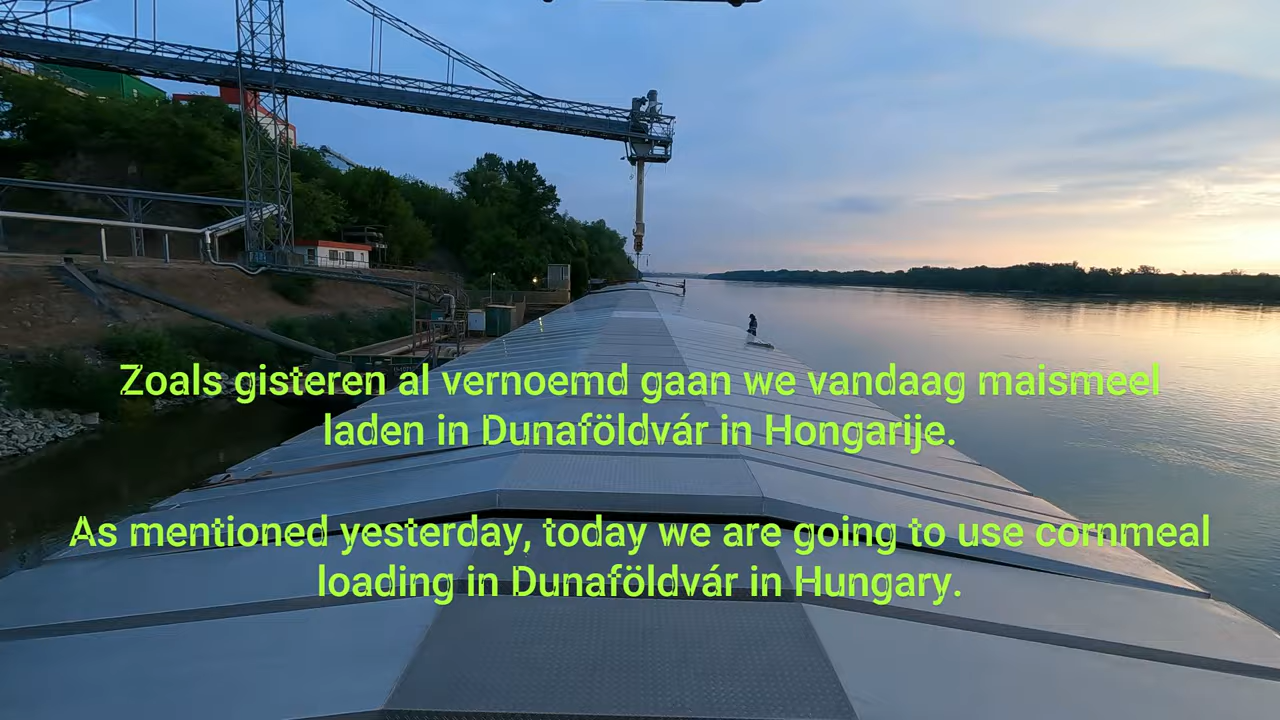 Zoals gisteren al vernoemd gaan we vandaag maismeel
laden in Dunaföldvár in Hongarije.
As mentioned yesterday, today we are going to use cornmeal
loading in Dunaföldvár in Hungary.